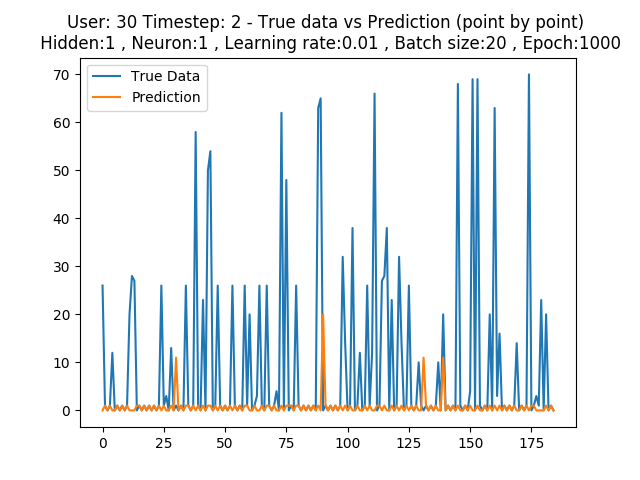 User: 30 Timestep: 2 - True data vs Prediction (point by point)
Hidden:1 , Neuron:1 , Learning rate:0.01 , Batch size:20 , Epoch:1000
True Data
Prediction
70
60
50
40
30
20
10
0
0 25 50 75 100 125 150 175